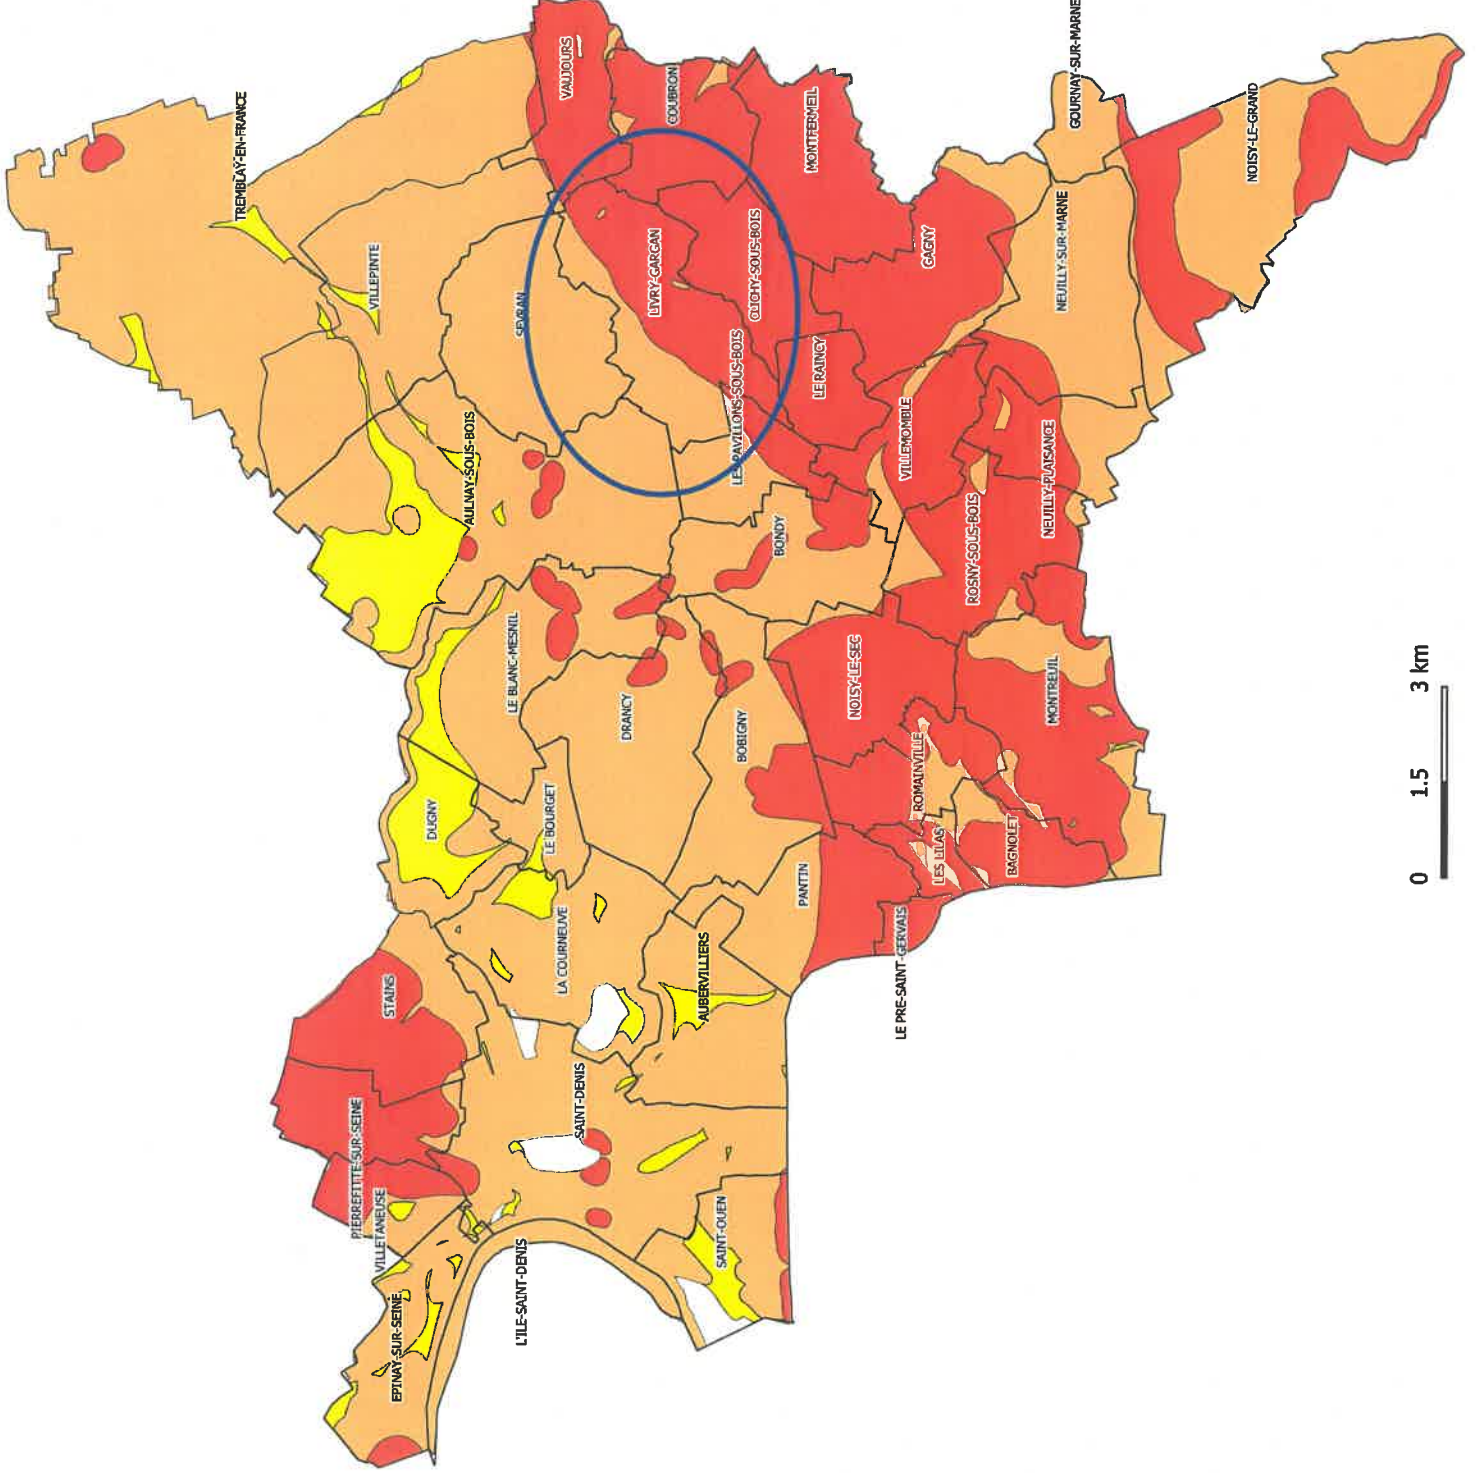 TREMBLAY-EN-FRANCE
VILLEPINTE
VAUJOURS
COUBRON
MONTFERMEIL
GOURNAY-SUR-MARNE
NOISY-LE-GRAND
SEVRAN
LIVRY-GARGAN
CLICHY-SOUS-BOIS
GAGNY
NEUILLY-SUR-MARNE
AULNAY-SOUS-BOIS
LES PAVILLONS-SOUS-BOIS
LE RAINCY
VILLEMOMBLE
NEUILLY-PLAISANCE
BONDY
ROSNY-SOUS-BOIS
LE BLANC-MESNIL
DRANCY
BOBIGNY
NOISY-LE-SEC
MONTREUIL
DUGNY
LE BOURGET
ROMAINVILLE
LES LILAS
BAGNOLET
PANTIN
LA COURNEUVE
AUBERVILLIERS
LE PRE-SAINT-GERVAIS
STAINS
SAINT-DENIS
PIERREFITTE-SUR-SEINE
VILLETANEUSE
SAINT-OUEN
L'ILE-SAINT-DENIS
EPINAY-SUR-SEINE
0 1.5 3 km